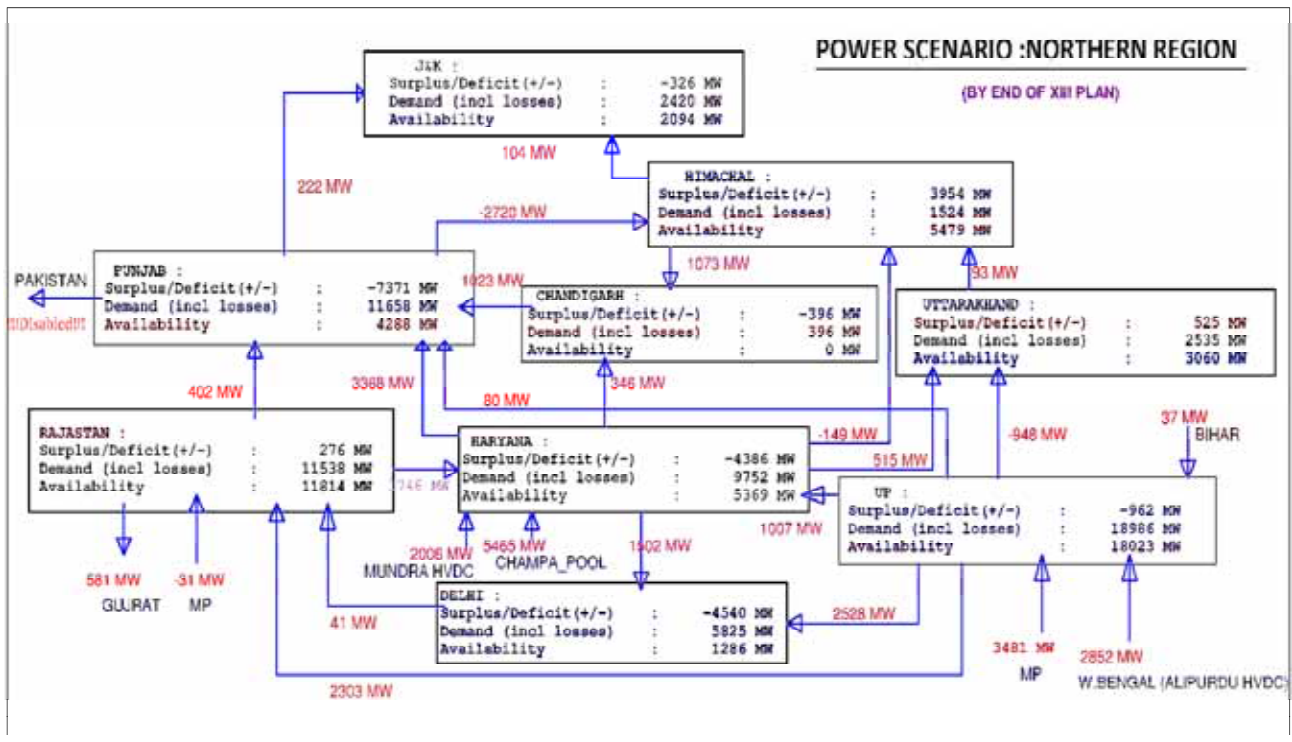 POWER SCENARIO :NORTHERN REGION
(BY END OF XIII PLAN)
J&K :
Surplus/Deficit(+/-) : -326 MW
Demand (incl losses) : 2420 MW
Availability : 2094 MW
104 MW
222 MW
HIMACHAL :
Surplus/Deficit(+/-) : 3954 MW
Demand (incl losses) : 1524 MW
Availability : 5479 MW
-2720 MW
1073 MW
93 MW
PAKISTAN
!!!Disabled!!!
PUNJAB :
Surplus/Deficit(+/-) : -7371 MW
Demand (incl losses) : 11658 MW
Availability : 4288 MW
1023 MW
CHANDIGARH :
Surplus/Deficit(+/-) : -396 MW
Demand (incl losses) : 396 MW
Availability : 0 MW
UTTARAKHAND :
Surplus/Deficit(+/-) : 525 MW
Demand (incl losses) : 2535 MW
Availability : 3060 MW
402 MW
3368 MW
80 MW
346 MW
-149 MW
515 MW
-948 MW
37 MW
BIHAR
RAJASTAN :
Surplus/Deficit(+/-) : 276 MW
Demand (incl losses) : 11538 MW
Availability : 11814 MW
MW
HARYANA :
Surplus/Deficit(+/-) : -4386 MW
Demand (incl losses) : 9752 MW
Availability : 5369 MW
UP :
Surplus/Deficit(+/-) : -962 MW
Demand (incl losses) : 18986 MW
Availability : 18023 MW
1007 MW
2006 MW
MUNDRA HVDC
5465 MW
CHAMPA_POOL
1502 MW
581 MW
GUJRAT
-31 MW
MP
41 MW
DELHI :
Surplus/Deficit(+/-) : -4540 MW
Demand (incl losses) : 5825 MW
Availability : 1286 MW
2528 MW
3481 MW
MP
2852 MW
W.BENGAL (ALIPURDU HVDC)
2303 MW